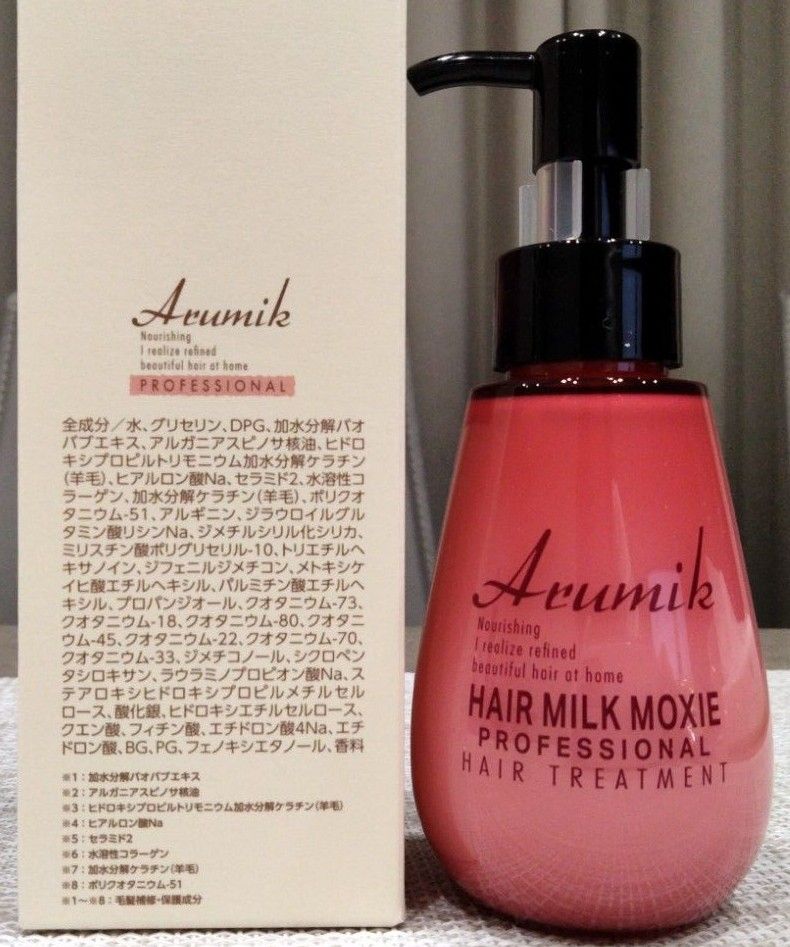 Arumik
Nourishing
I realize refined
beautiful hair at home
PROFESSIONAL
全成分／水、グリセリン、DPG、加水分解バオ
バブエキス、アルガニアスピノサ核油、ヒドロ
キシプロピルトリモニウム加水分解ケラチン
(羊毛)、ヒアルロン酸Na、セラミド2、水溶性コ
ラーゲン、加水分解ケラチン(羊毛)、ポリクオ
タニウム-51、アルギニン、ジラウロイルグル
タミン酸リシンNa、ジメチルシリル化シリカ、
ミリスチン酸ポリグリセリル-10、トリエチルヘ
キサノイン、ジフェニルジメチコン、メトキシケ
イヒ酸エチルヘキシル、パルミチン酸エチルヘ
キシル、プロパンジオール、クオタニウム-73、
クオタニウム-18、クオタニウム-80、クオタニ
ウム-45、クオタニウム-22、クオタニウム-70、
クオタニウム-33、ジメチコノール、シクロペン
タシロキサン、ラウラミノプロピオン酸Na、ス
テアロキシヒドロキシプロピルメチルセル
ロース、酸化銀、ヒドロキシエチルセルロース、
クエン酸、フィチン酸、エチドロン酸4Na、エチ
ドロン酸、BG、PG、フェノキシエタノール、香料
※1：加水分解バオバブエキス
※2：アルガニアスピノサ核油
※3：ヒドロキシプロピルトリモニウム加水分解ケラチン(羊毛)
※4：ヒアルロン酸Na
※5：セラミド2
※6：水溶性コラーゲン
※7：加水分解ケラチン(羊毛)
※8：ポリクオタニウム-51
※1～※8：毛髪補修・保護成分
Arumik
Nourishing
I realize refined
beautiful hair at home
HAIR MILK MOXIE
PROFESSIONAL
HAIR TREATMENT